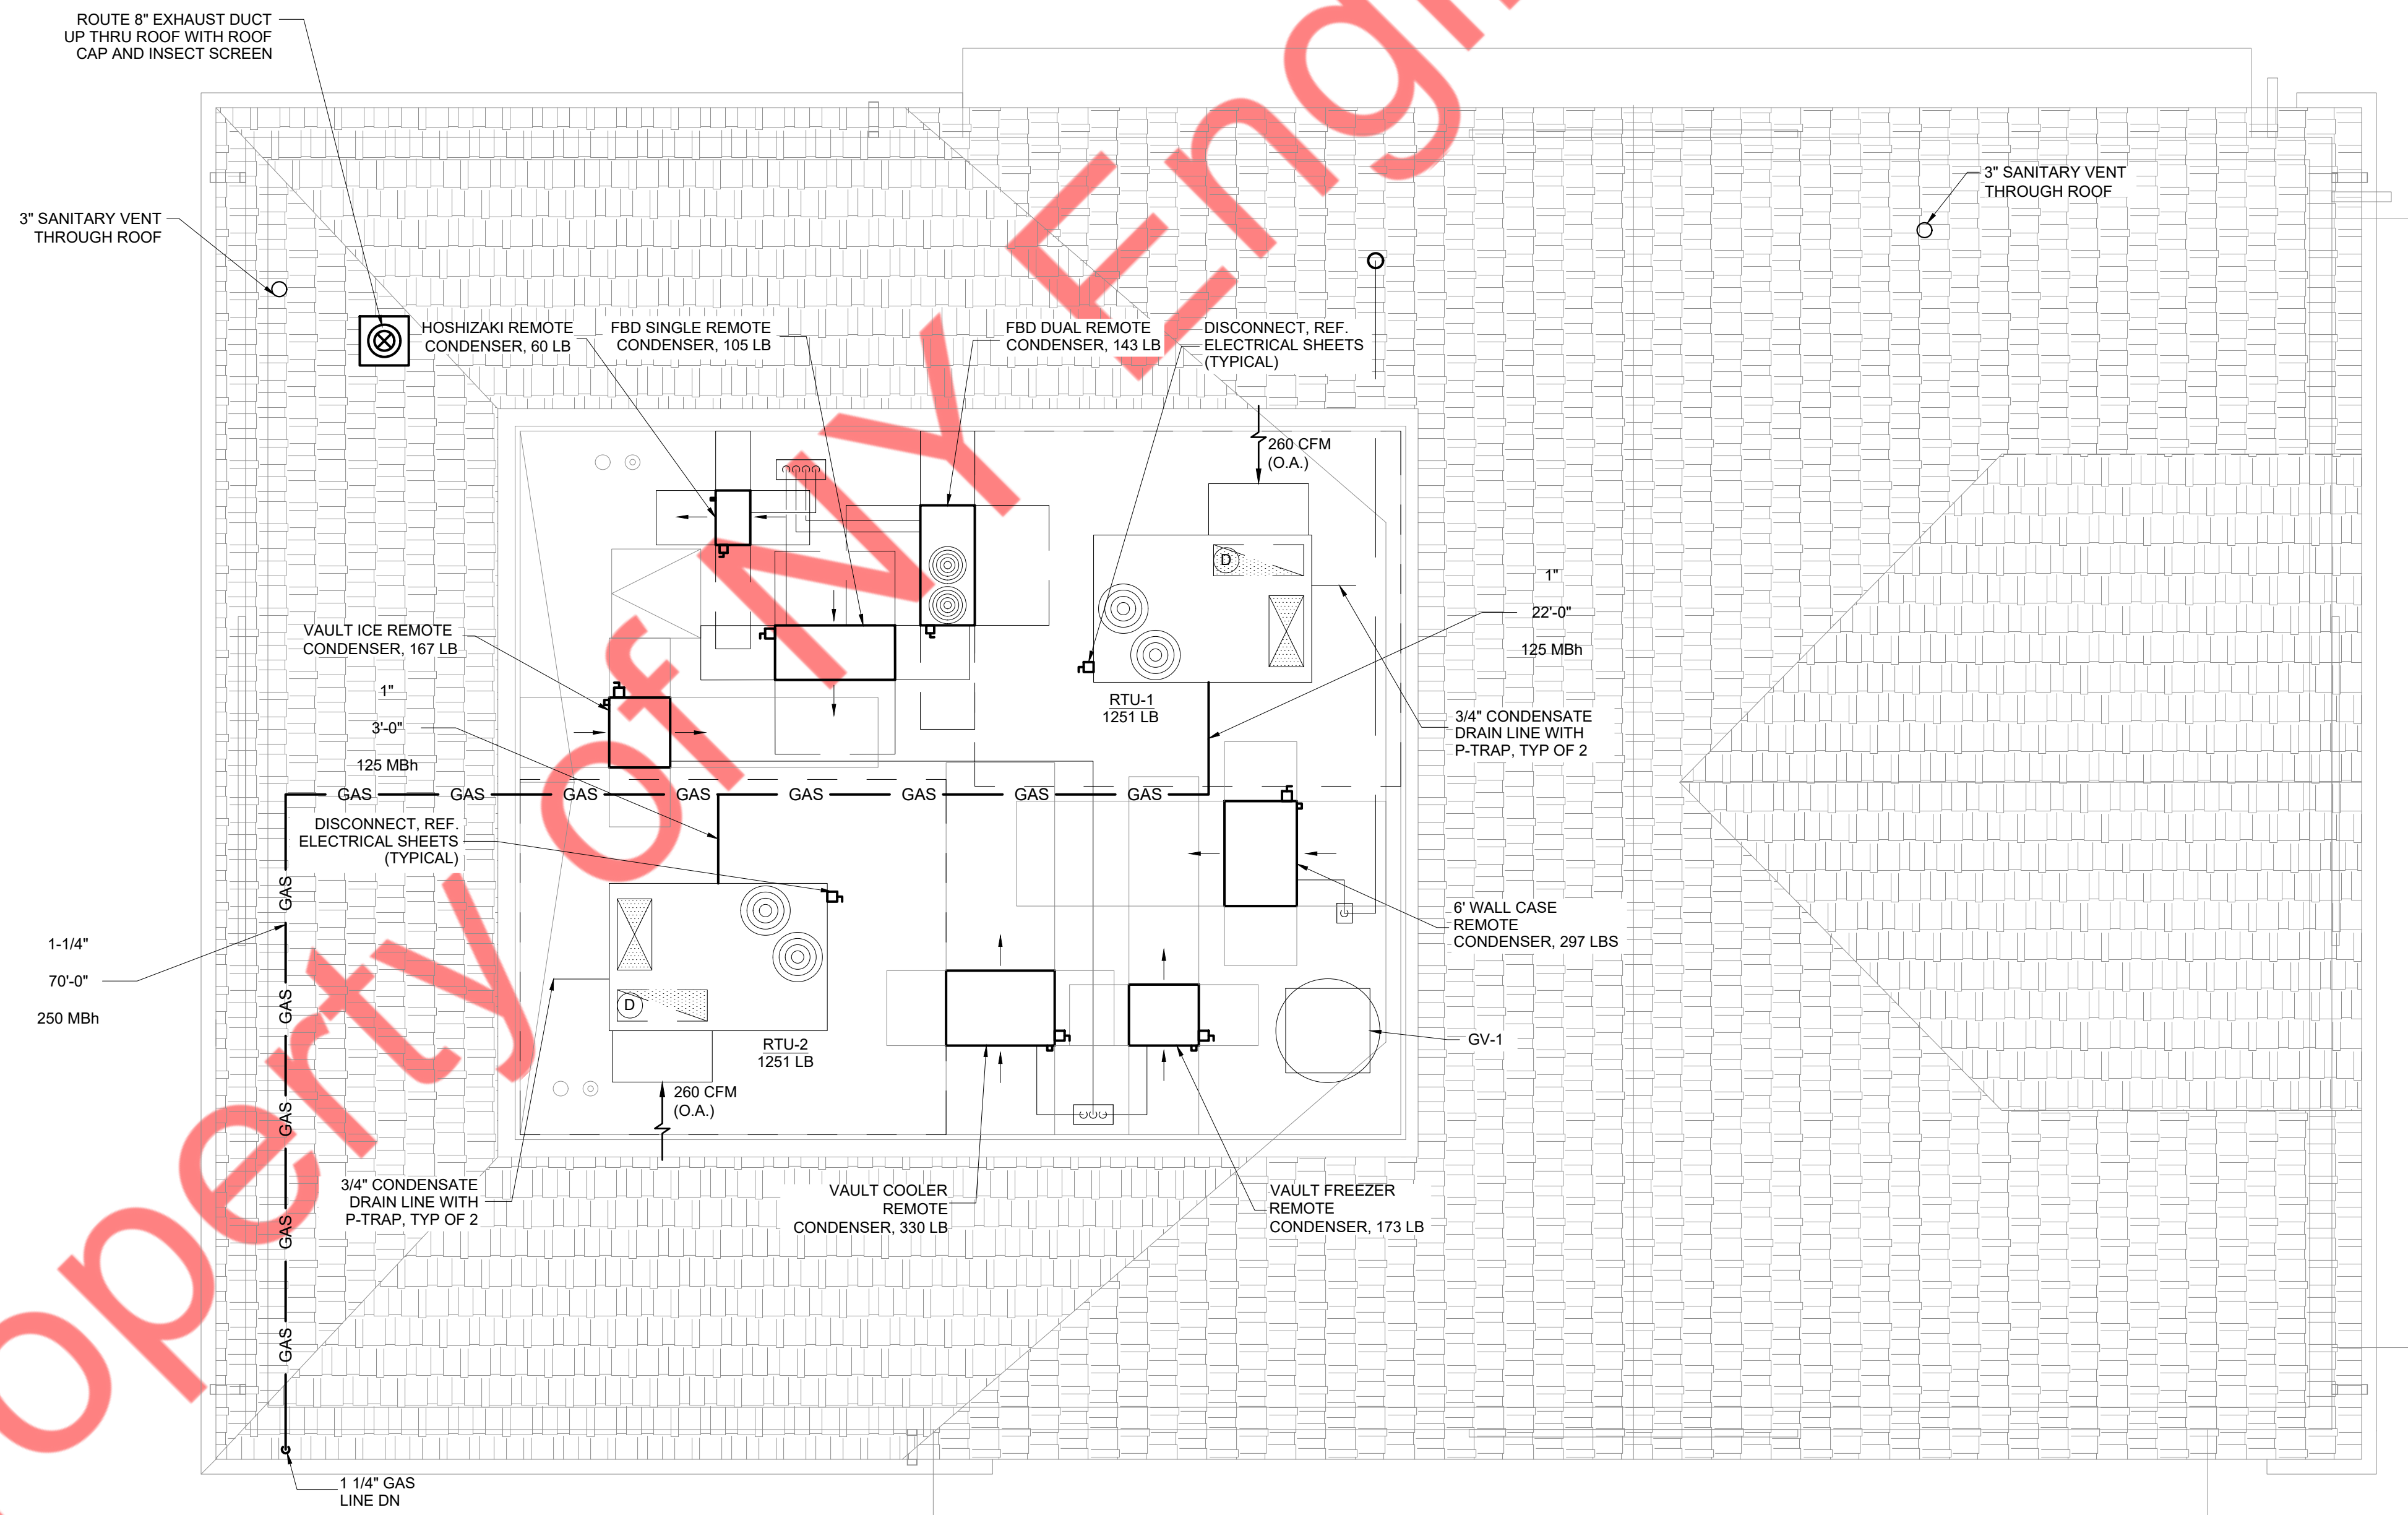 ROUTE 8" EXHAUST DUCT
UP THRU ROOF WITH ROOF
CAP AND INSECT SCREEN
3" SANITARY VENT
THROUGH ROOF
3" SANITARY VENT
THROUGH ROOF
HOSHIZAKI REMOTE
CONDENSER, 60 LB
FBD SINGLE REMOTE
CONDENSER, 105 LB
FBD DUAL REMOTE
CONDENSER, 143 LB
DISCONNECT, REF.
ELECTRICAL SHEETS
(TYPICAL)
260 CFM
(O.A.)
D
1"
22'-0"
125 MBh
VAULT ICE REMOTE
CONDENSER, 167 LB
1"
3'-0"
125 MBh
RTU-1
1251 LB
3/4" CONDENSATE
DRAIN LINE WITH
P-TRAP, TYP OF 2
GAS GAS GAS GAS GAS GAS GAS GAS
DISCONNECT, REF.
ELECTRICAL SHEETS
(TYPICAL)
GAS
GAS
GAS
GAS
GAS
1-1/4"
70'-0"
250 MBh
6' WALL CASE
REMOTE
CONDENSER, 297 LBS
D
GV-1
RTU-2
1251 LB
260 CFM
(O.A.)
3/4" CONDENSATE
DRAIN LINE WITH
P-TRAP, TYP OF 2
VAULT COOLER
REMOTE
CONDENSER, 330 LB
VAULT FREEZER
REMOTE
CONDENSER, 173 LB
1 1/4" GAS
LINE DN
operty of MY Eng